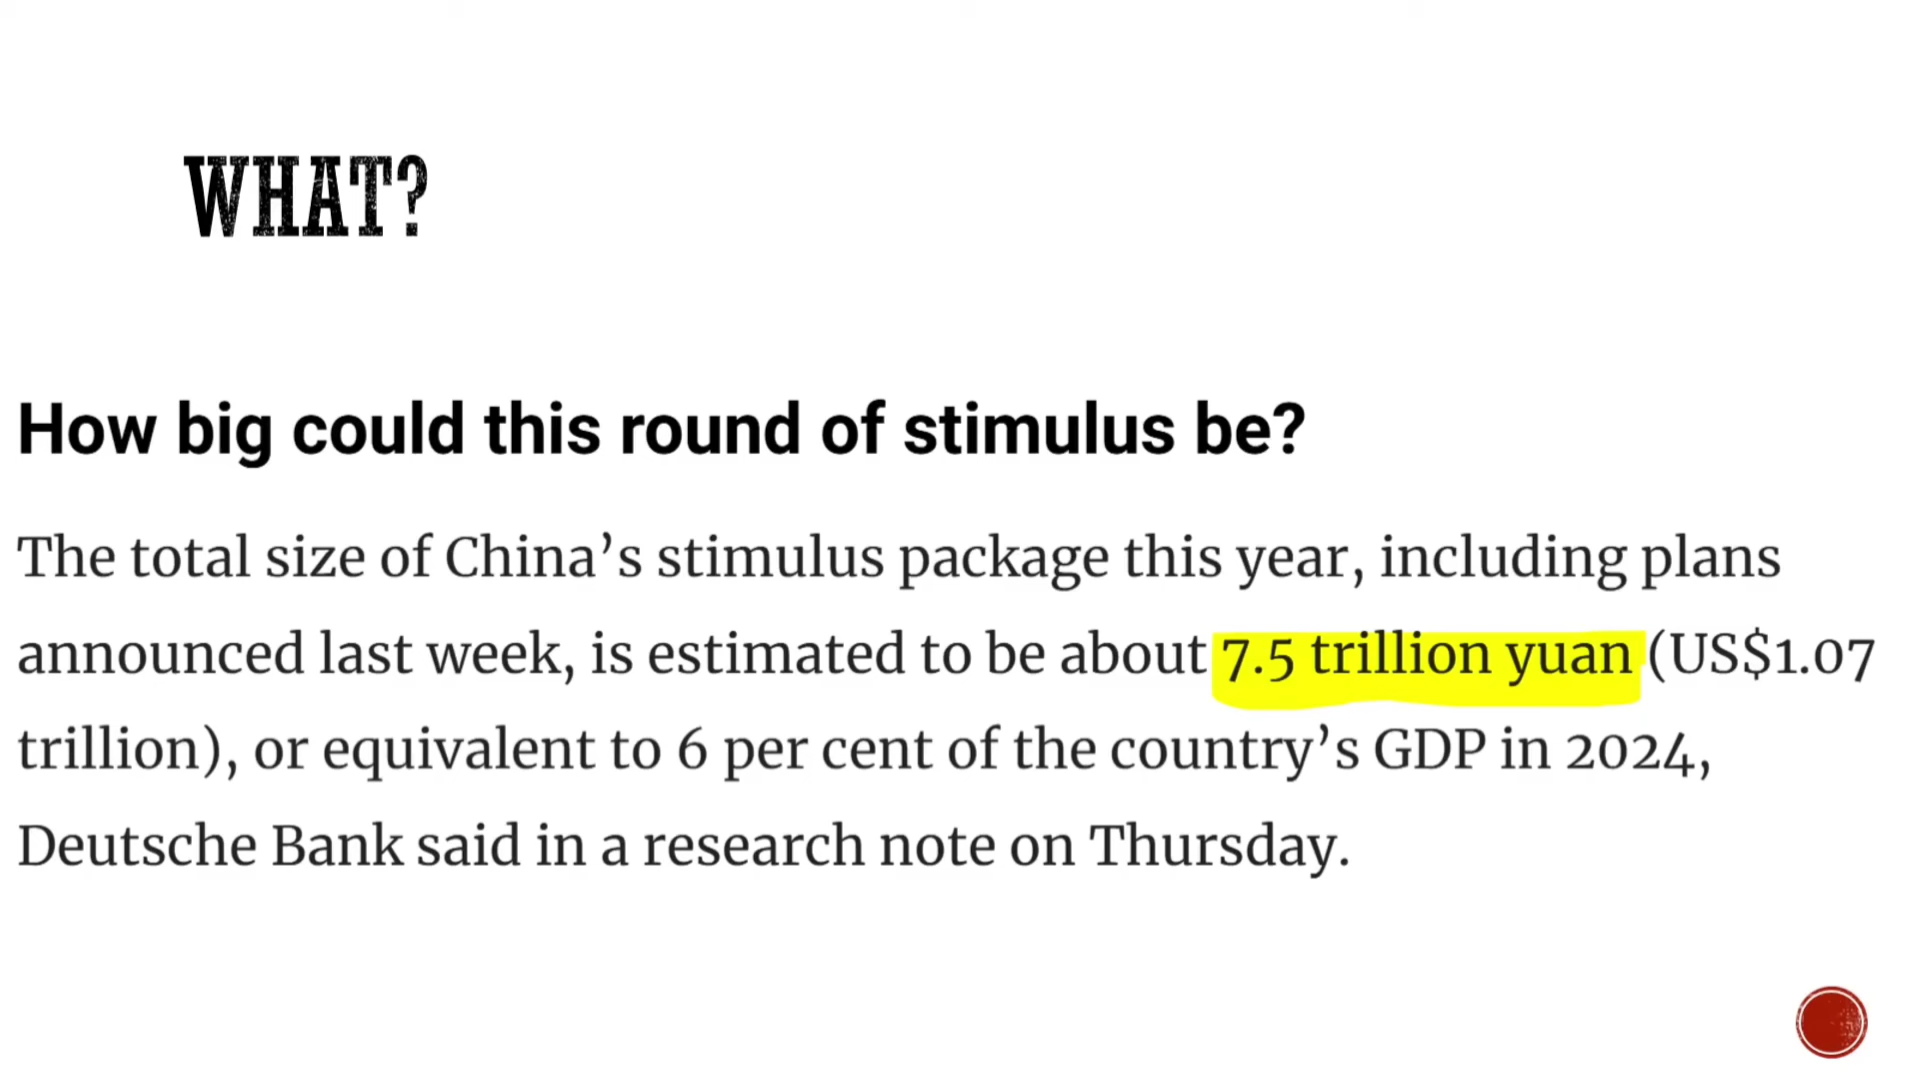 WHAT?
How big could this round of stimulus be?
The total size of China’s stimulus package this year, including plans
announced last week, is estimated to be about 7.5 trillion yuan (US$1.07
trillion), or equivalent to 6 per cent of the country’s GDP in 2024,
Deutsche Bank said in a research note on Thursday.